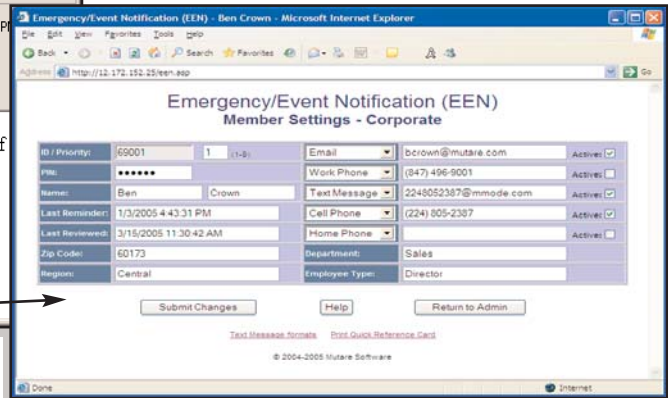 Emergency/Event Notification (EEN) - Ben Crown - Microsoft Internet Explorer
File Edit View Favorites Tools Help
Back Search Favorites
Address http://12.172.152.25/een.asp Go
Emergency/Event Notification (EEN)
Member Settings - Corporate
ID / Priority: 69001 1 (1-9) Email bcrown@mutare.com Active:
PIN: •••••• Work Phone (847) 496-9001 Active:
Name: Ben Crown Text Message 2248052387@mmode.com Active:
Last Reminder: 1/3/2005 4:43:31 PM Cell Phone (224) 805-2387 Active:
Last Reviewed: 3/15/2005 11:30:42 AM Home Phone Active:
Zip Code: 60173 Department: Sales
Region: Central Employee Type: Director
Submit Changes Help Return to Admin
Text Message formats Print Quick Reference Card
© 2004-2005 Mutare Software
Done Internet